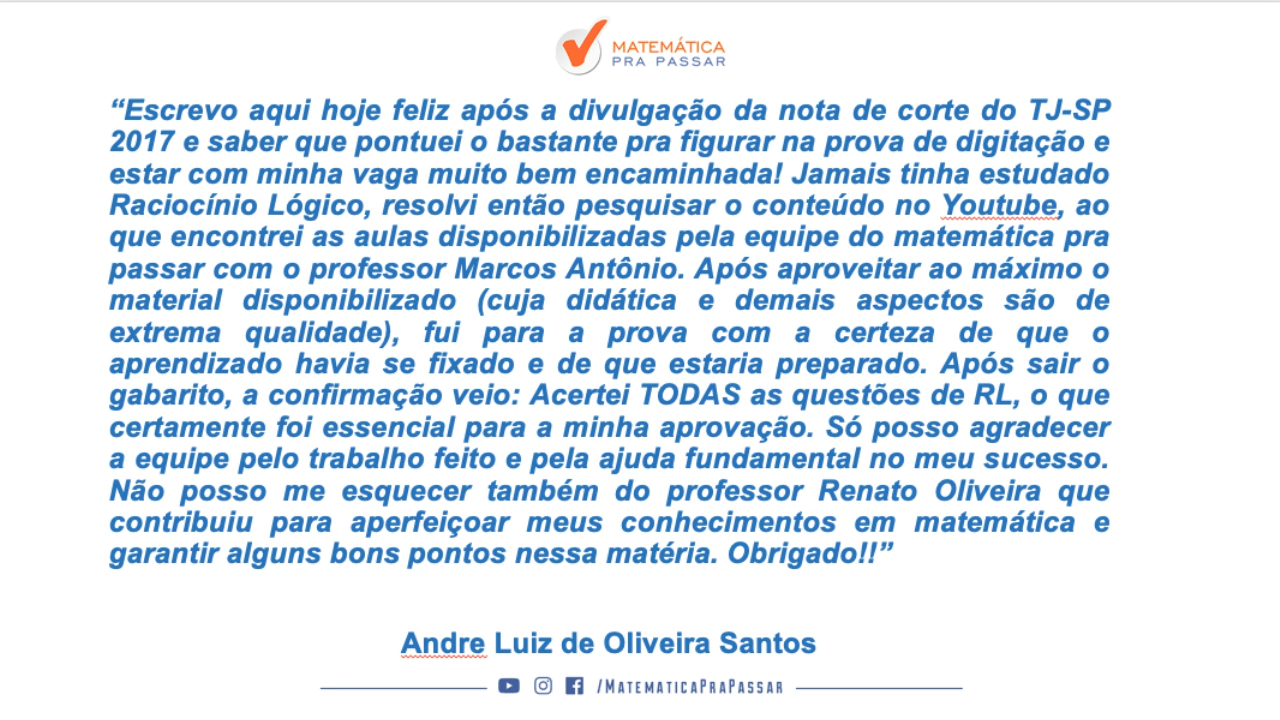 MATEMÁTICA
PRA PASSAR
“Escrevo aqui hoje feliz após a divulgação da nota de corte do TJ-SP
2017 e saber que pontuei o bastante pra figurar na prova de digitação e
estar com minha vaga muito bem encaminhada! Jamais tinha estudado
Raciocínio Lógico, resolvi então pesquisar o conteúdo no Youtube, ao
que encontrei as aulas disponibilizadas pela equipe do matemática pra
passar com o professor Marcos Antônio. Após aproveitar ao máximo o
material disponibilizado (cuja didática e demais aspectos são de
extrema qualidade), fui para a prova com a certeza de que o
aprendizado havia se fixado e de que estaria preparado. Após sair o
gabarito, a confirmação veio: Acertei TODAS as questões de RL, o que
certamente foi essencial para a minha aprovação. Só posso agradecer
a equipe pelo trabalho feito e pela ajuda fundamental no meu sucesso.
Não posso me esquecer também do professor Renato Oliveira que
contribuiu para aperfeiçoar meus conhecimentos em matemática e
garantir alguns bons pontos nessa matéria. Obrigado!!”
Andre Luiz de Oliveira Santos
/MatematicaPraPassar